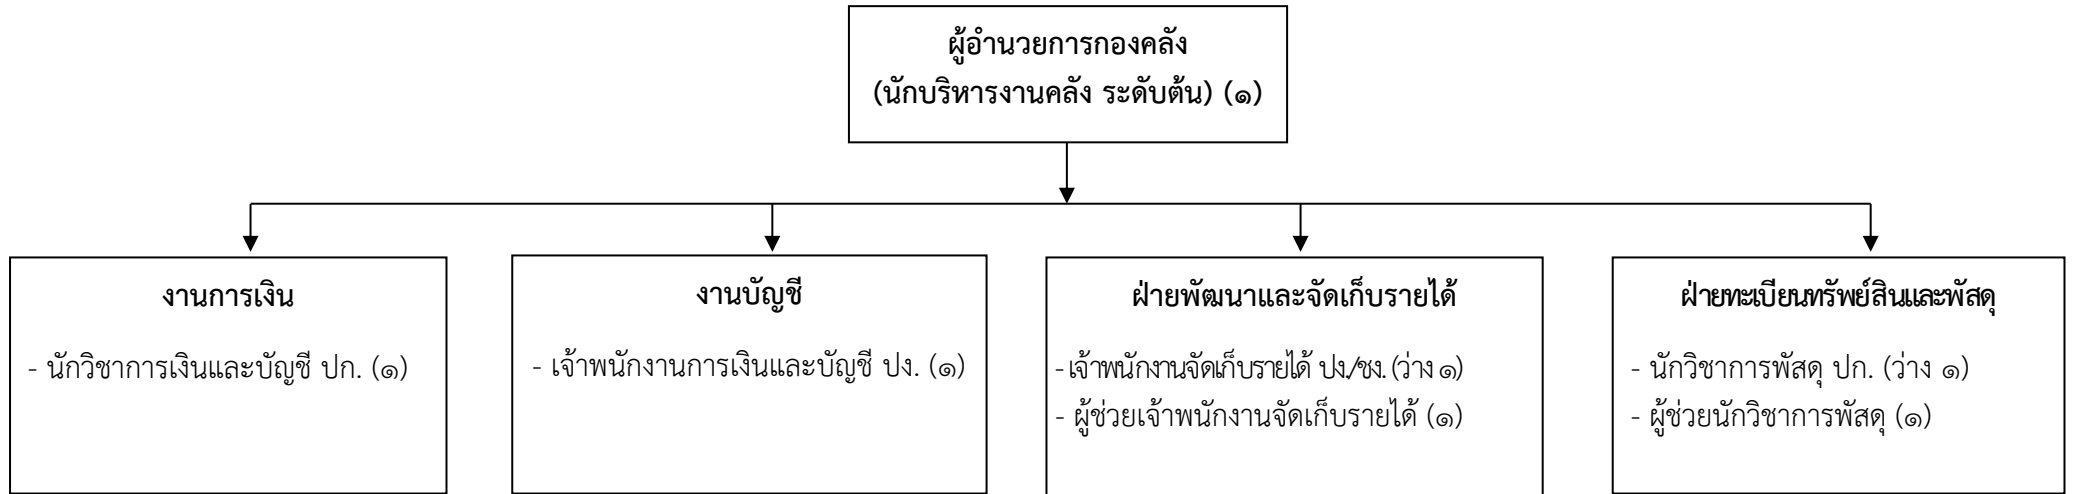 ผู้อำนวยการกองคลัง
(นักบริหารงานคลัง ระดับต้น) (๑)
งานการเงิน
- นักวิชาการเงินและบัญชี ปก. (๑)
งานบัญชี
- เจ้าพนักงานการเงินและบัญชี ปง. (๑)
ฝ่ายพัฒนาและจัดเก็บรายได้
- เจ้าพนักงานจัดเก็บรายได้ ปง./ชง. (ว่าง ๑)
- ผู้ช่วยเจ้าพนักงานจัดเก็บรายได้ (๑)
ฝ่ายทะเบียนทรัพย์สินและพัสดุ
- นักวิชาการพัสดุ ปก. (ว่าง ๑)
- ผู้ช่วยนักวิชาการพัสดุ (๑)